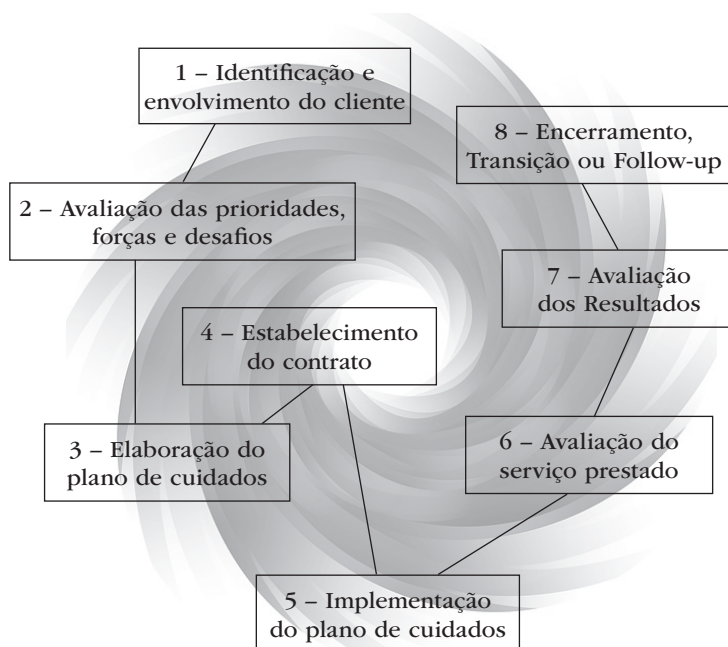 1 – Identificação e
envolvimento do cliente
2 – Avaliação das prioridades,
forças e desafios
3 – Elaboração do
plano de cuidados
4 – Estabelecimento
do contrato
5 – Implementação
do plano de cuidados
6 – Avaliação do
serviço prestado
7 – Avaliação
dos Resultados
8 – Encerramento,
Transição ou Follow-up